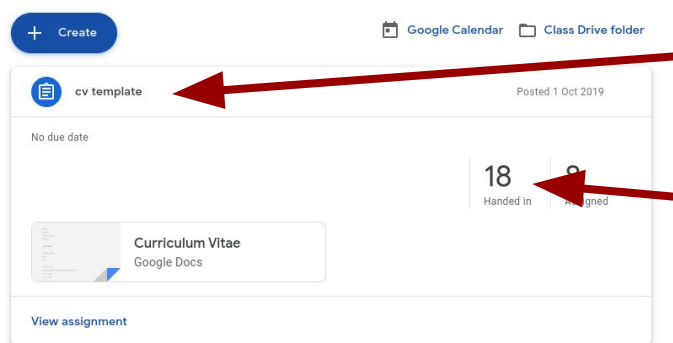 Create
Google Calendar
Class Drive folder
cv template
Posted 1 Oct 2019
No due date
18
Handed in
Curriculum Vitae
Google Docs
View assignment